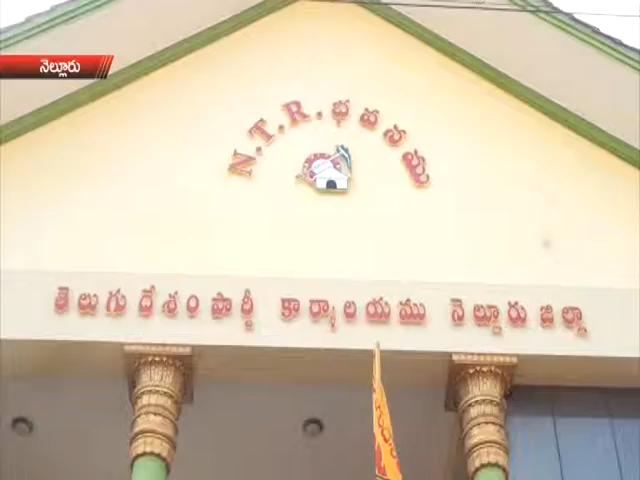 నెల్లూరు
N.T.R. భవన్
తెలుగుదేశం పార్టీ కార్యాలయము నెల్లూరు జిల్లా